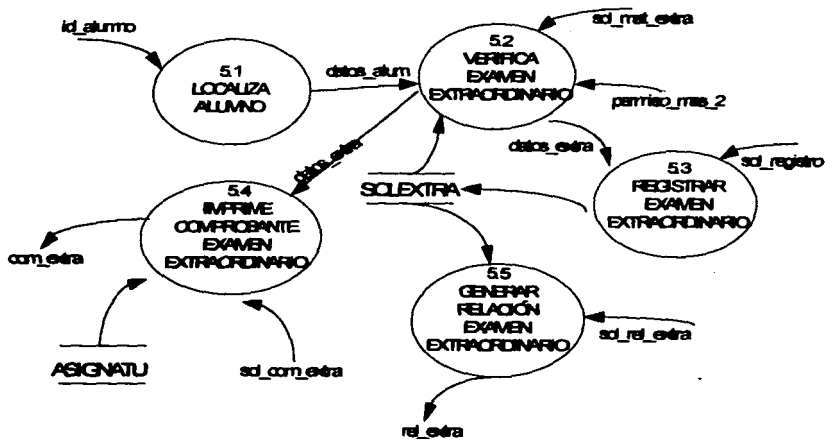 id_alumno
5.1
LOCALIZA
ALUMNO
datos_alum
5.2
VERIFICA
EXAMEN
EXTRAORDINARIO
sol_mat_extra
permiso_mas_2
datos_extra
datos_extra
5.3
REGISTRAR
EXAMEN
EXTRAORDINARIO
sol_registro
SOLEXTRA
5.4
IMPRIME
COMPROBANTE
EXAMEN
EXTRAORDINARIO
com_extra
ASIGNATU
sol_com_extra
5.5
GENERAR
RELACIÓN
EXAMEN
EXTRAORDINARIO
sol_rel_extra
rel_extra